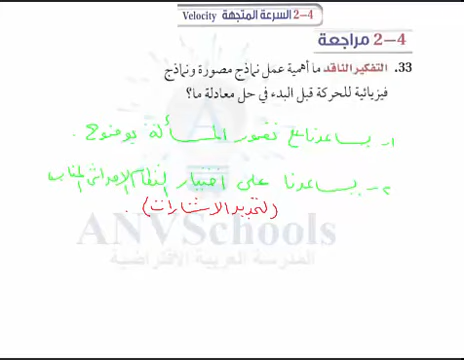 2-4 السرعة المتجهة Velocity
2-4 مراجعة
33. التفكير الناقد ما أهمية عمل نماذج مصورة ونماذج
فيزيائية للحركة قبل البدء في حل معادلة ما؟
١- يساعدنا على تصور المسألة بوضوح.
٢- يساعدنا على اختيار النظام الإحداثي المناسب
(لتحديد الاشارات).
ANVSchools
المدرسة العربية الافتراضية